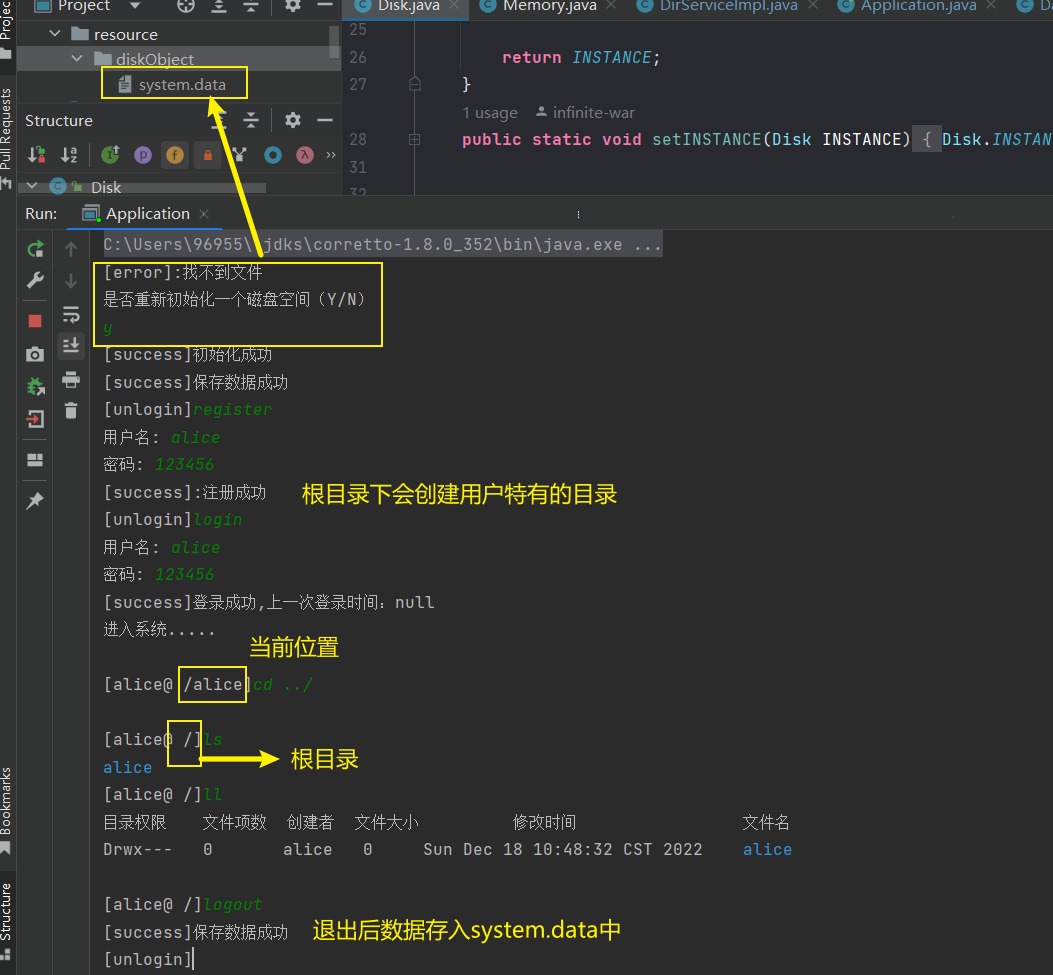 Project
Disk.java
Memory.java
DirServiceImpl.java
Application.java
resource
diskObject
system.data
Structure
Disk
25
26 return INSTANCE;
27 }
1 usage infinite-war
28 public static void setINSTANCE(Disk INSTANCE) { Disk.INSTAN
31
32
Pull Requests
Bookmarks
Structure
Run: Application
C:\Users\96955\.jdks\corretto-1.8.0_352\bin\java.exe ...
[error]:找不到文件
是否重新初始化一个磁盘空间（Y/N）
y
[success]初始化成功
[success]保存数据成功
[unlogin]register
用户名: alice
密码: 123456
[success]:注册成功 根目录下会创建用户特有的目录
[unlogin]login
用户名: alice
密码: 123456
[success]登录成功,上一次登录时间：null
进入系统.....
当前位置
[alice@ /alice]cd ../
[alice@ /]ls
根目录
alice
[alice@ /]ll
目录权限 文件项数 创建者 文件大小 修改时间 文件名
Drwx--- 0 alice 0 Sun Dec 18 10:48:32 CST 2022 alice
[alice@ /]logout
[success]保存数据成功 退出后数据存入system.data中
[unlogin]